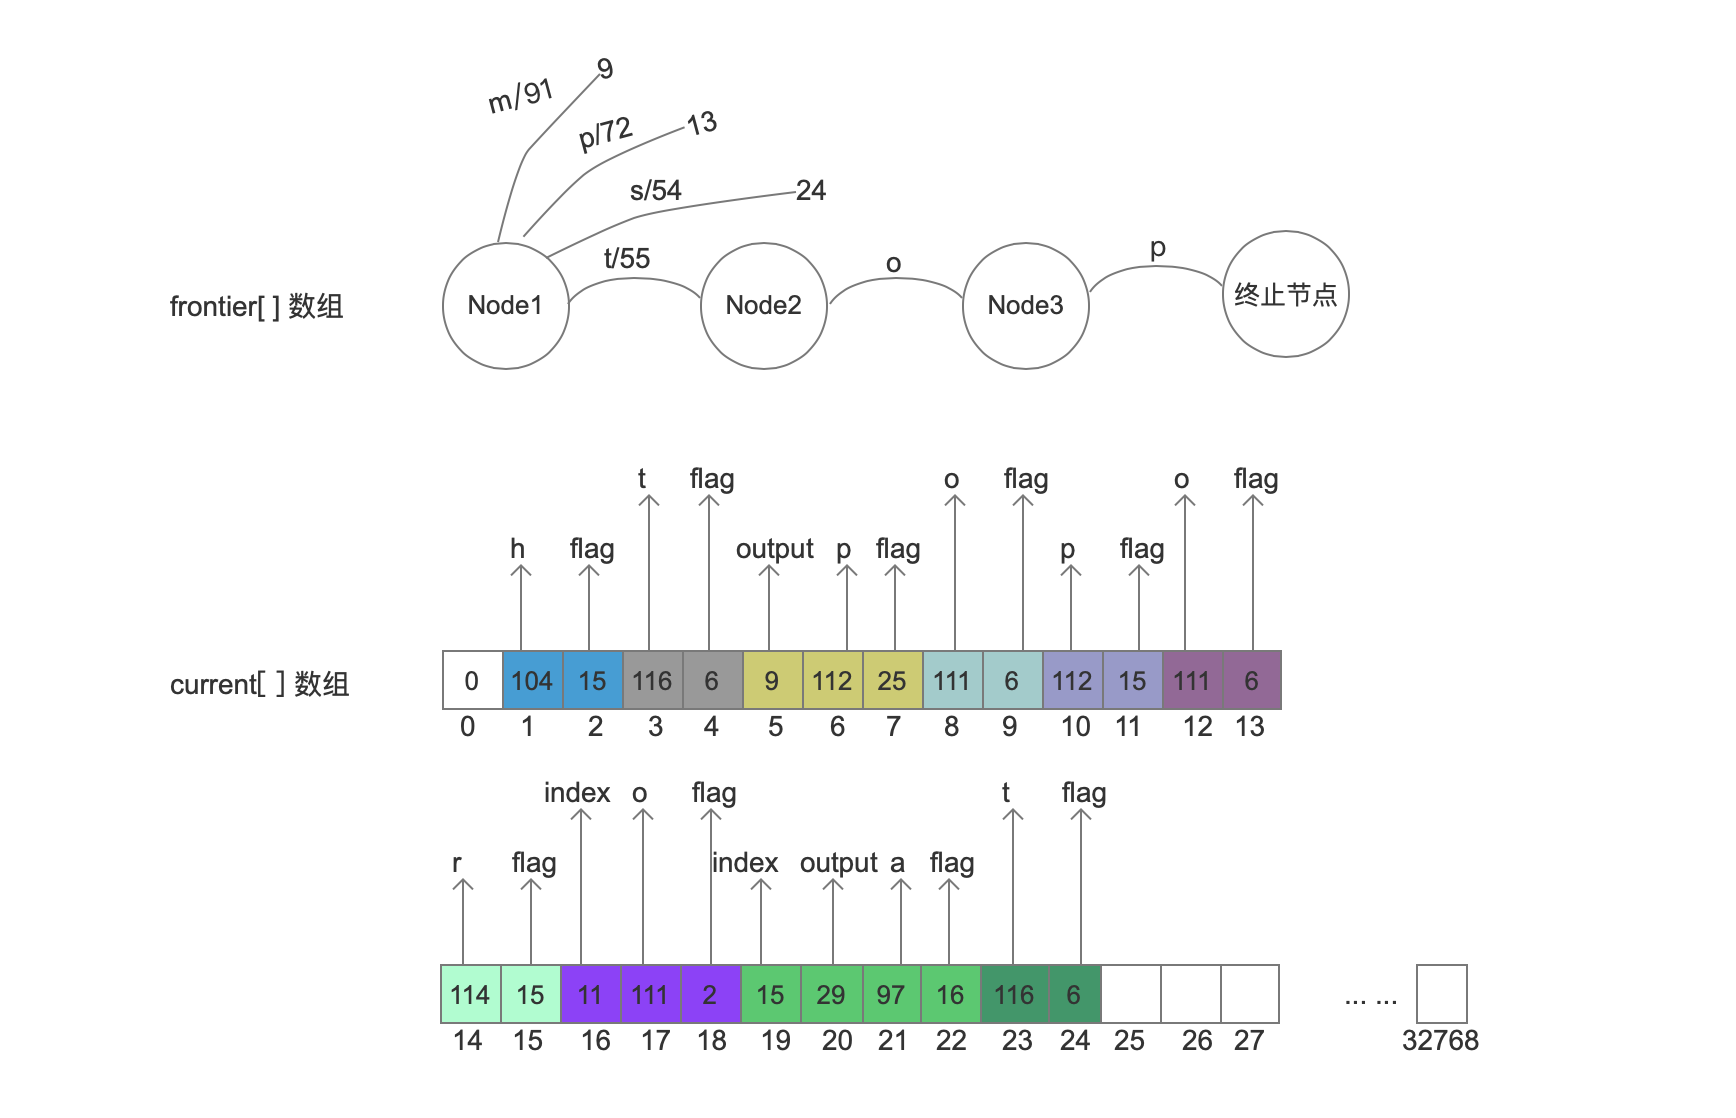 m/91
9
p/72
13
s/54
24
t/55
o
p
frontier[ ] 数组
Node1
Node2
Node3
终止节点
t flag o flag o flag
h flag output p flag p flag
current[ ] 数组
0 104 15 116 6 9 112 25 111 6 112 15 111 6
0 1 2 3 4 5 6 7 8 9 10 11 12 13
index o flag t flag
r flag index output a flag
114 15 11 111 2 15 29 97 16 116 6
... ...
14 15 16 17 18 19 20 21 22 23 24 25 26 27 32768